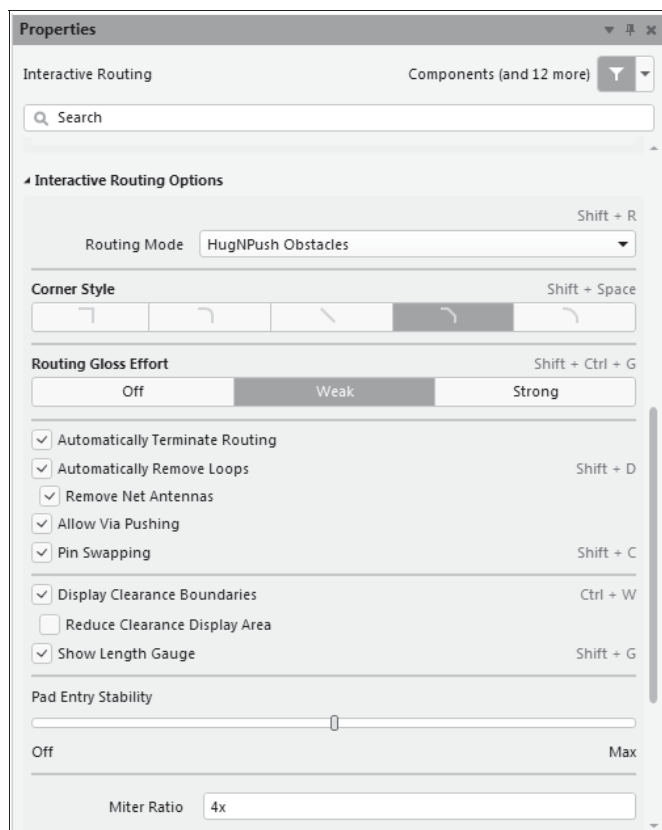 Properties
Interactive Routing Components (and 12 more)
Search
Interactive Routing Options
Shift + R
Routing Mode HugNPush Obstacles
Corner Style Shift + Space
Routing Gloss Effort Shift + Ctrl + G
Off Weak Strong
Automatically Terminate Routing
Automatically Remove Loops Shift + D
Remove Net Antennas
Allow Via Pushing
Pin Swapping Shift + C
Display Clearance Boundaries Ctrl + W
Reduce Clearance Display Area
Show Length Gauge Shift + G
Pad Entry Stability
Off Max
Miter Ratio 4x